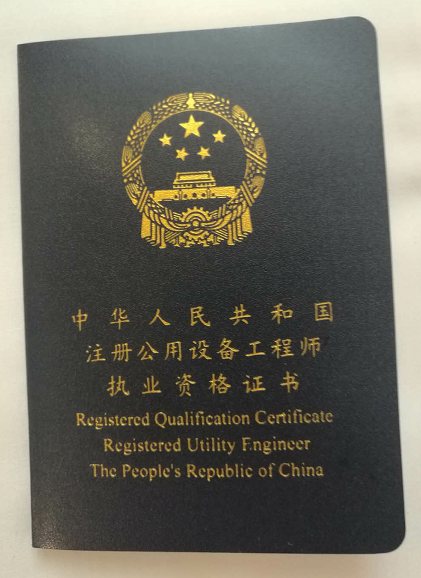 中华人民共和国
注册公用设备工程师
执业资格证书
Registered Qualification Certificate
Registered Utility Engineer
The People's Republic of China